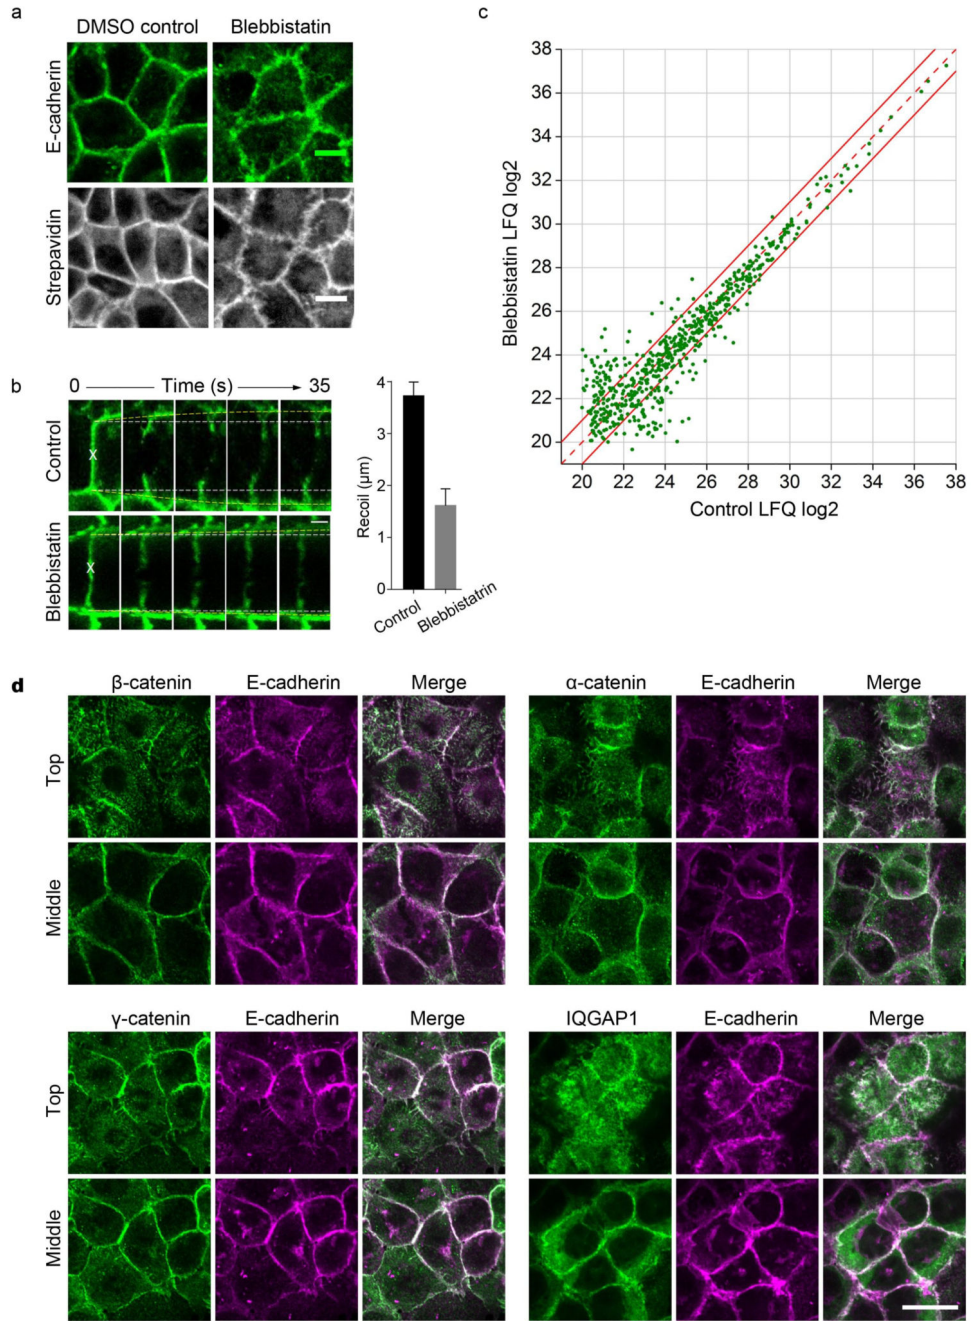 a
DMSO control Blebbistatin
E-cadherin
Strepavidin
b
0 Time (s) 35
Control
X
Blebbistatin
X
Recoil (µm)
4
3
2
1
0
Control
Blebbistatrin
c
Blebbistatin LFQ log2
38
36
34
32
30
28
26
24
22
20
20 22 24 26 28 30 32 34 36 38
Control LFQ log2
d
β-catenin E-cadherin Merge
Top
Middle
α-catenin E-cadherin Merge
γ-catenin E-cadherin Merge
Top
Middle
IQGAP1 E-cadherin Merge